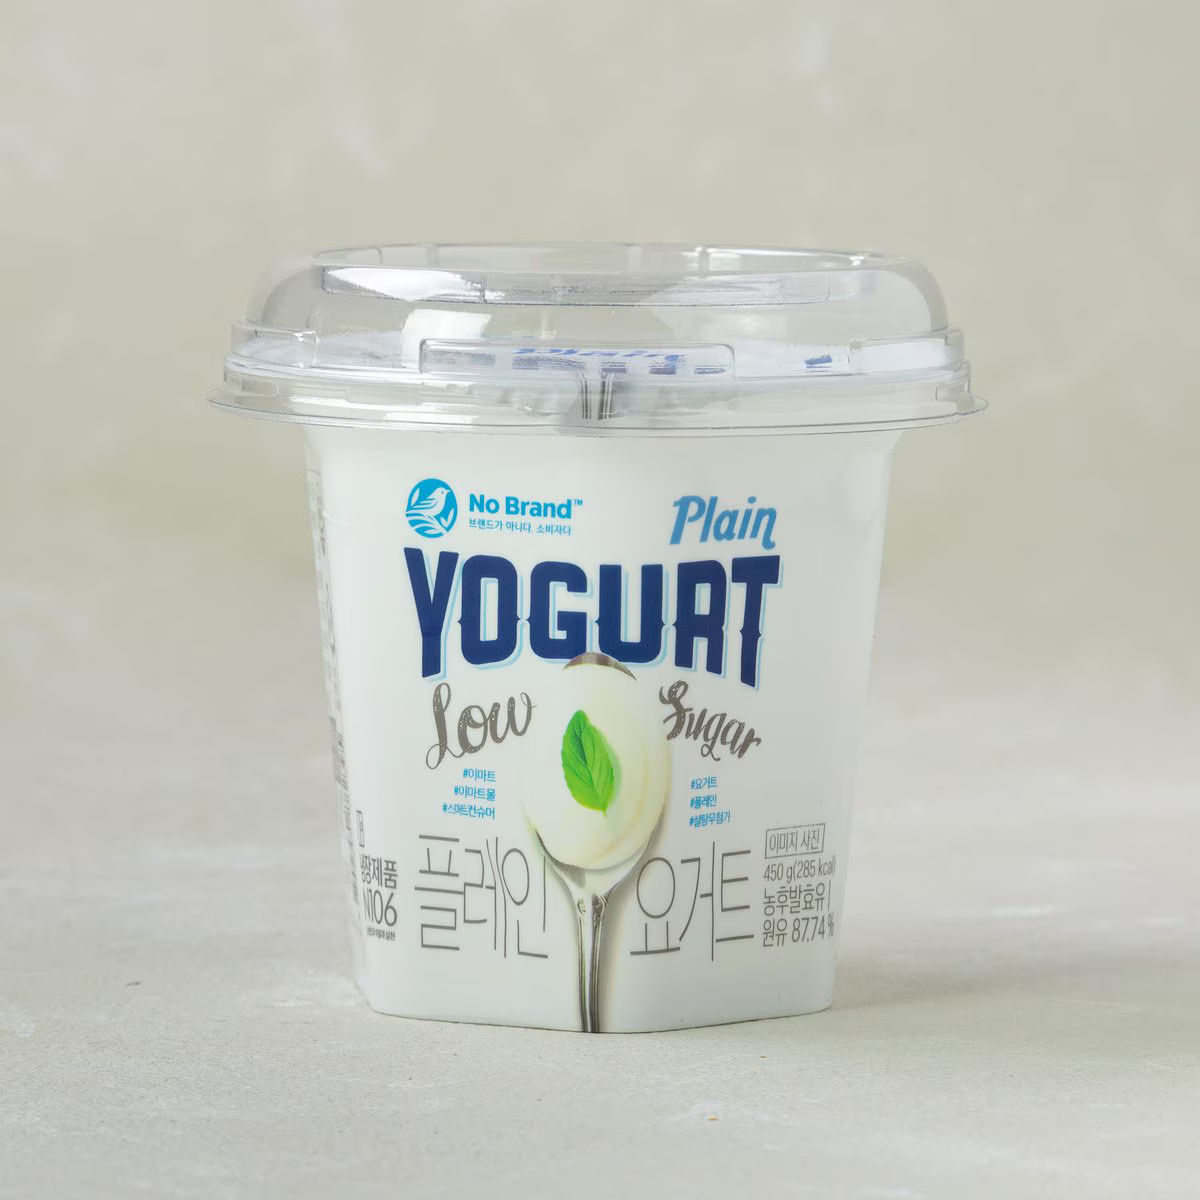 No Brand™
브랜드가 아니다. 소비자다
Plain
YOGURT
Low Sugar
#이마트
#이마트몰
#스마트컨슈머
#요거트
#플레인
#설탕무첨가
플레인 요거트
냉장제품
N106
이미지 사진
450 g(285 kcal)
농후발효유
원유 87.74 %